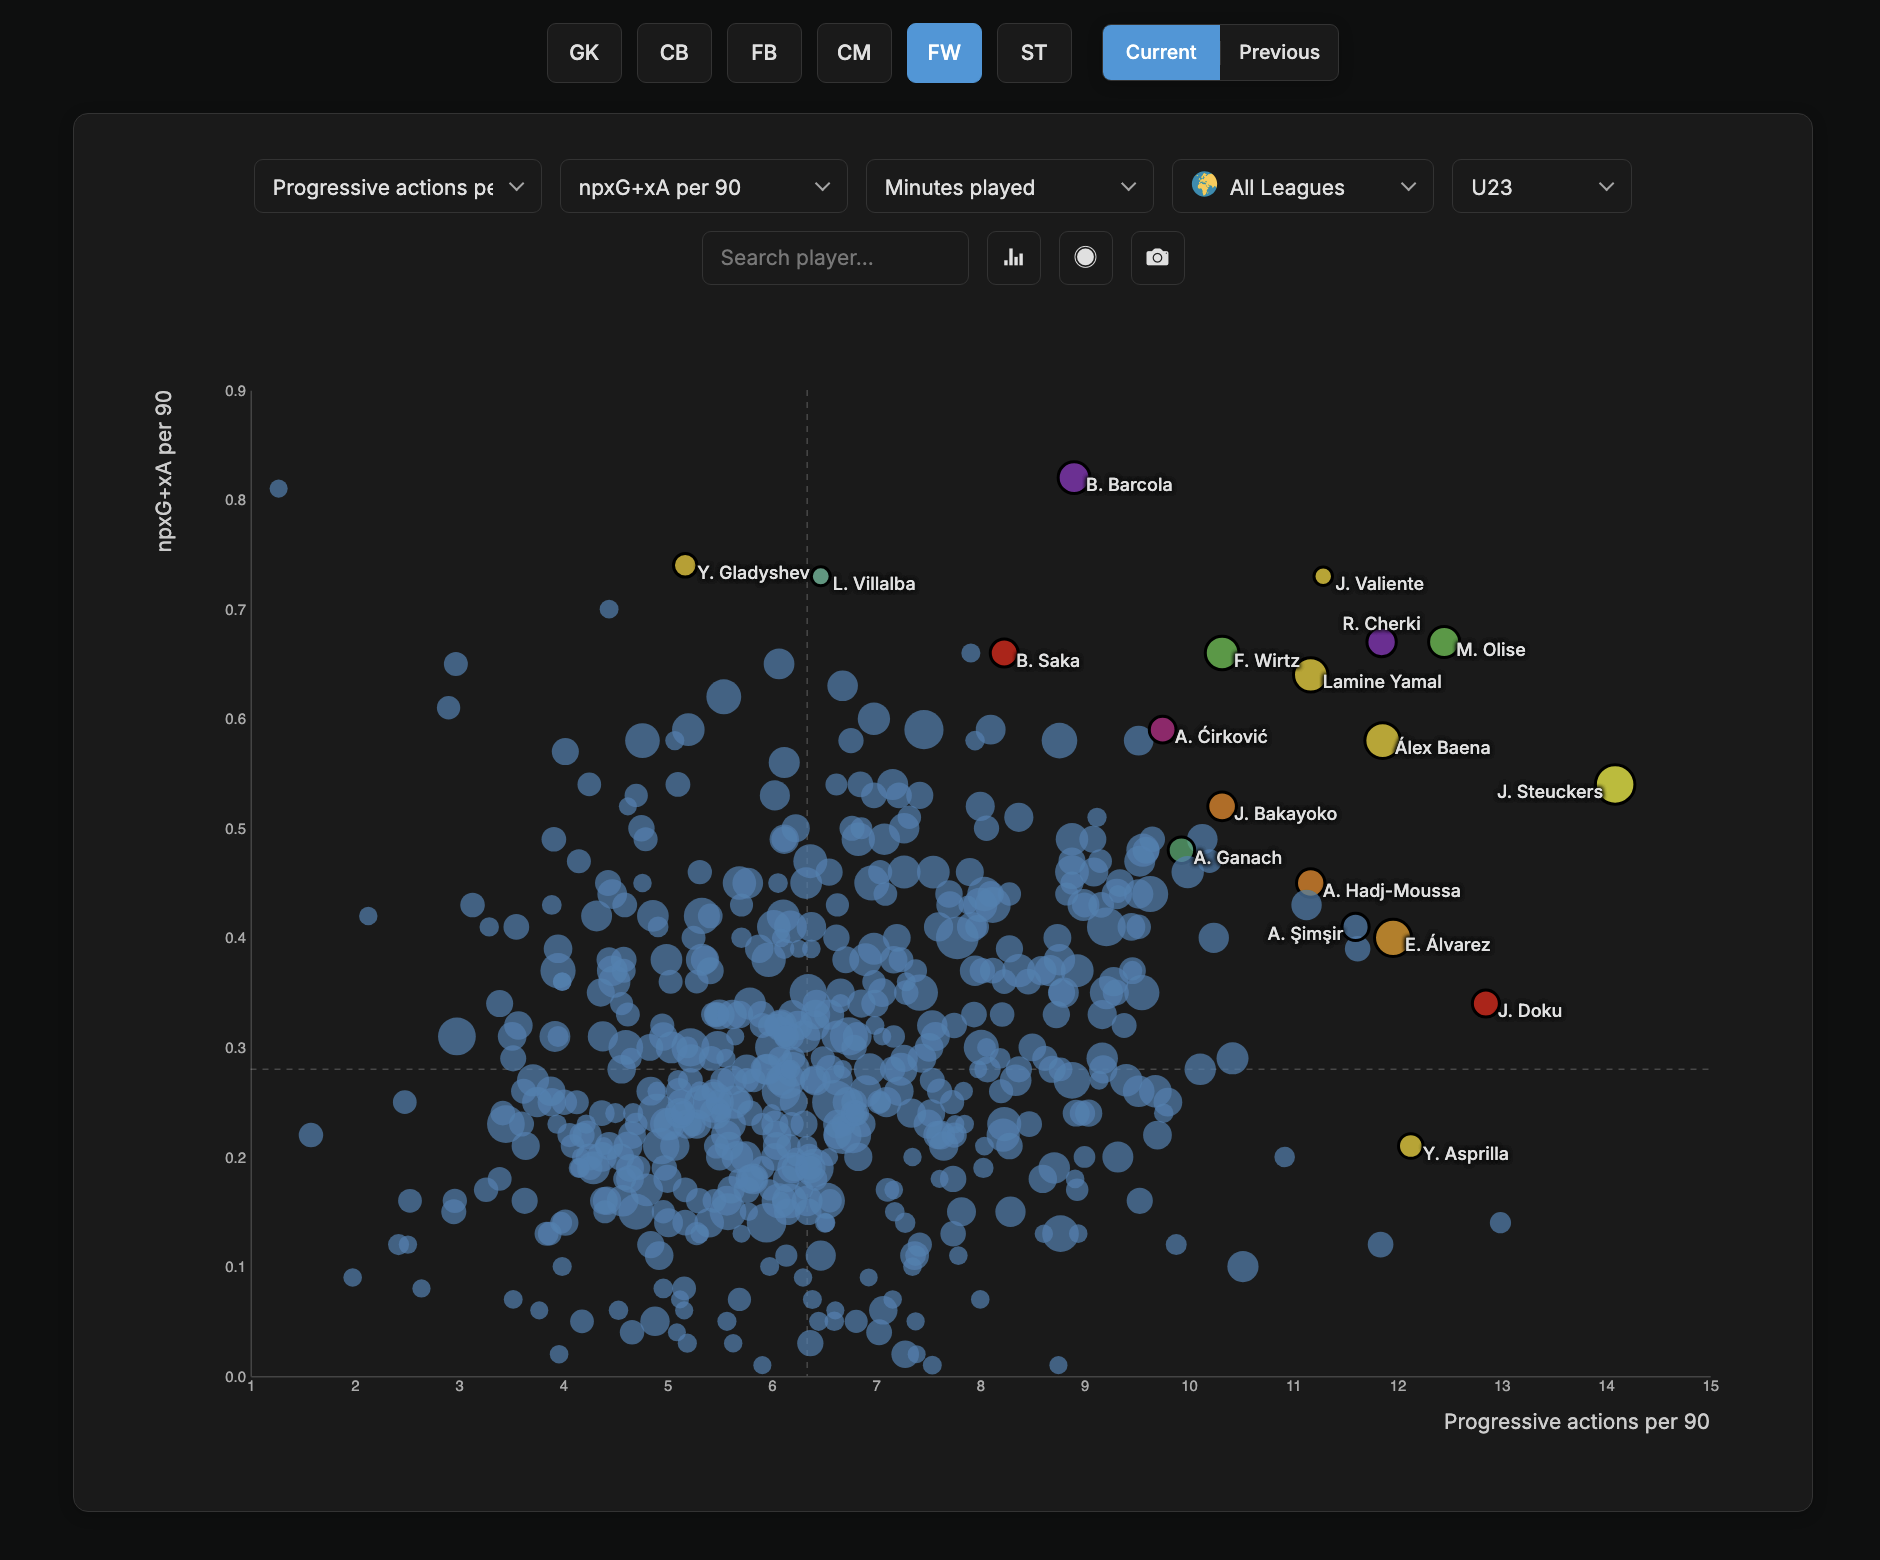 GK CB FB CM FW ST Current Previous
Progressive actions pe npxG+xA per 90 Minutes played All Leagues U23
Search player...
npxG+xA per 90
0.9
0.8
0.7
0.6
0.5
0.4
0.3
0.2
0.1
0.0
B. Barcola
Y. Gladyshev
L. Villalba
J. Valiente
R. Cherki
M. Olise
B. Saka
F. Wirtz
Lamine Yamal
A. Ćirković
Álex Baena
J. Steuckers
J. Bakayoko
A. Ganach
A. Hadj-Moussa
A. Şimşir
E. Álvarez
J. Doku
Y. Asprilla
1 2 3 4 5 6 7 8 9 10 11 12 13 14 15
Progressive actions per 90